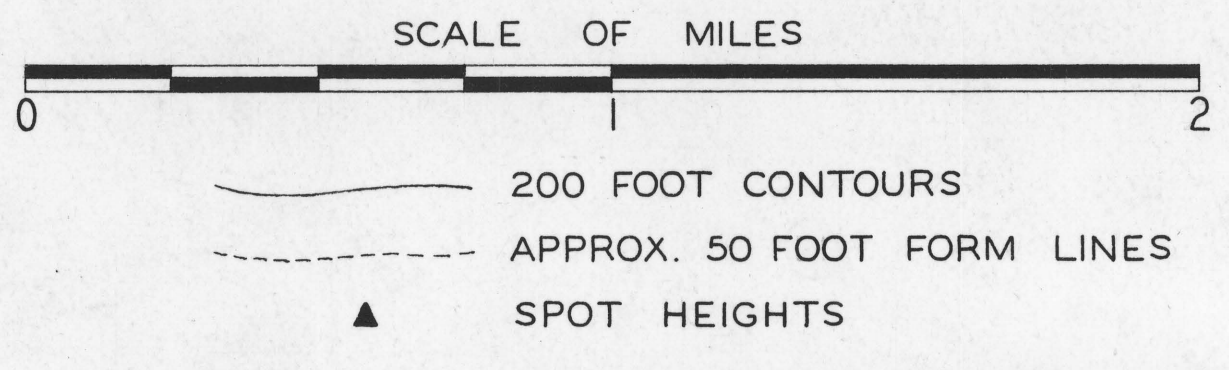 SCALE OF MILES
0 1 2
200 FOOT CONTOURS
APPROX. 50 FOOT FORM LINES
SPOT HEIGHTS